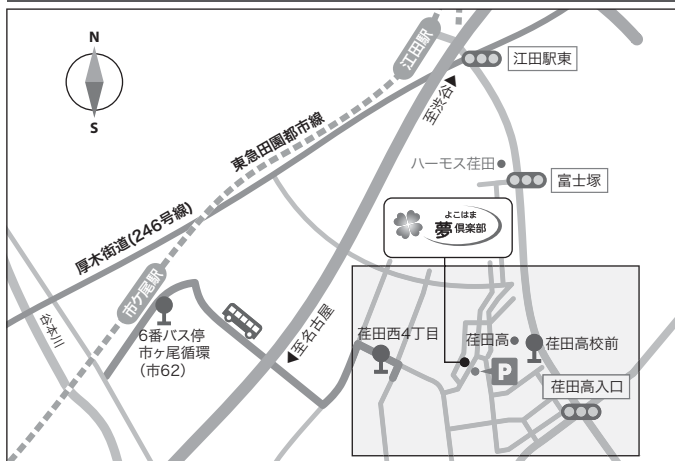 N
S
江田駅
江田駅東
至渋谷
東急田園都市線
ハーモス荏田
富士塚
よこはま
夢倶楽部
厚木街道(246号線)
市ケ尾駅
谷本三
6番バス停
市ヶ尾循環
(市62)
至名古屋
荏田西4丁目
荏田高
荏田高校前
P
荏田高入口